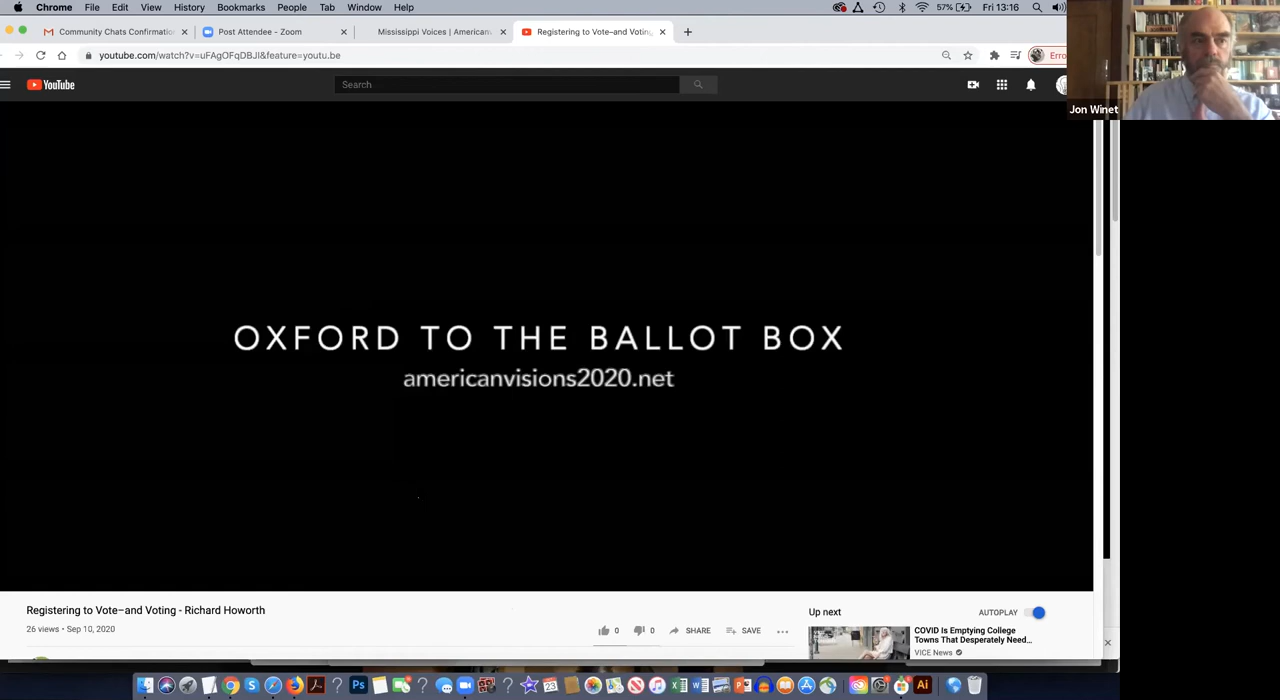 Chrome File Edit View History Bookmarks People Tab Window Help 57% Fri 13:16
Community Chats Confirmatio Post Attendee - Zoom Mississippi Voices | American Registering to Vote–and Voting
youtube.com/watch?v=uFAgOFqDBJI&feature=youtu.be Erro
YouTube Search
Jon Winet
OXFORD TO THE BALLOT BOX
americanvisions2020.net
Registering to Vote–and Voting - Richard Howorth
26 views • Sep 10, 2020
0 0 SHARE SAVE
Up next AUTOPLAY
COVID Is Emptying College
Towns That Desperately Need...
VICE News